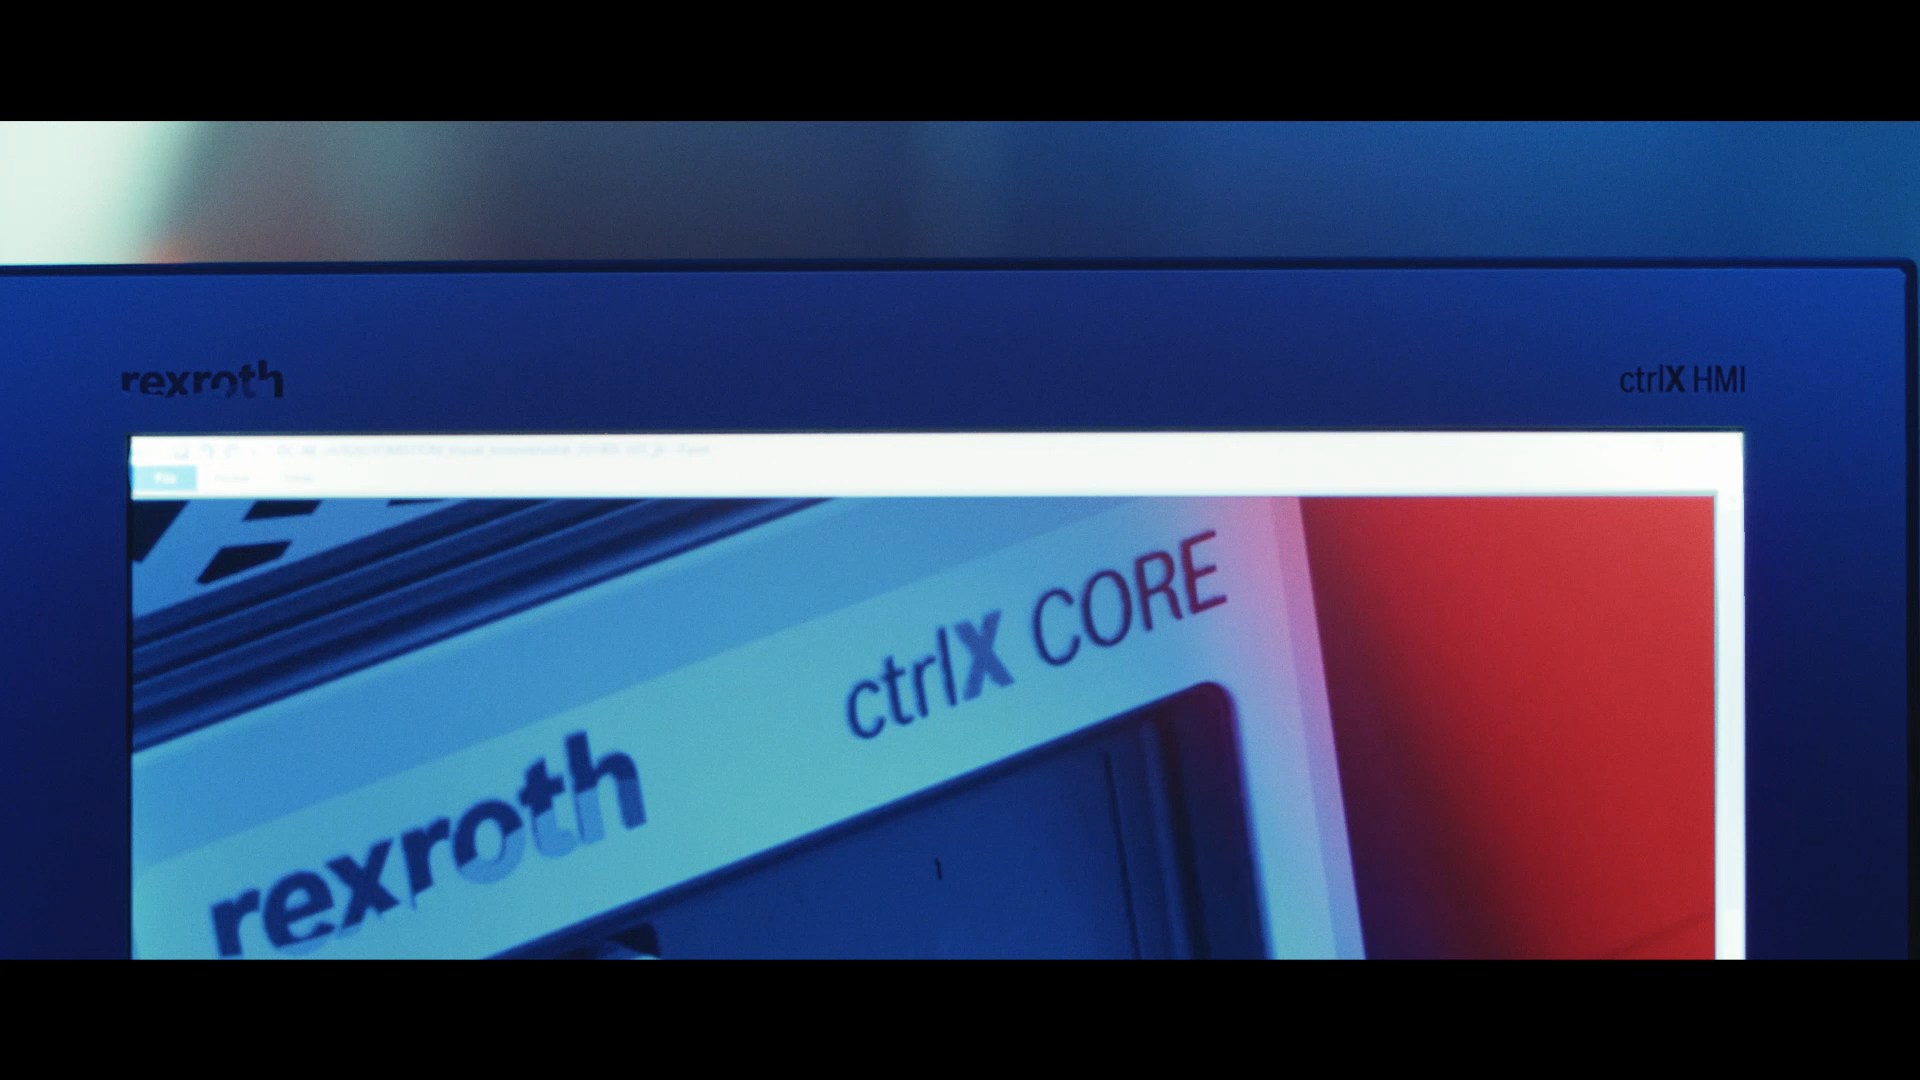 rexroth
ctrlX HMI
File
ctrlX CORE
rexroth